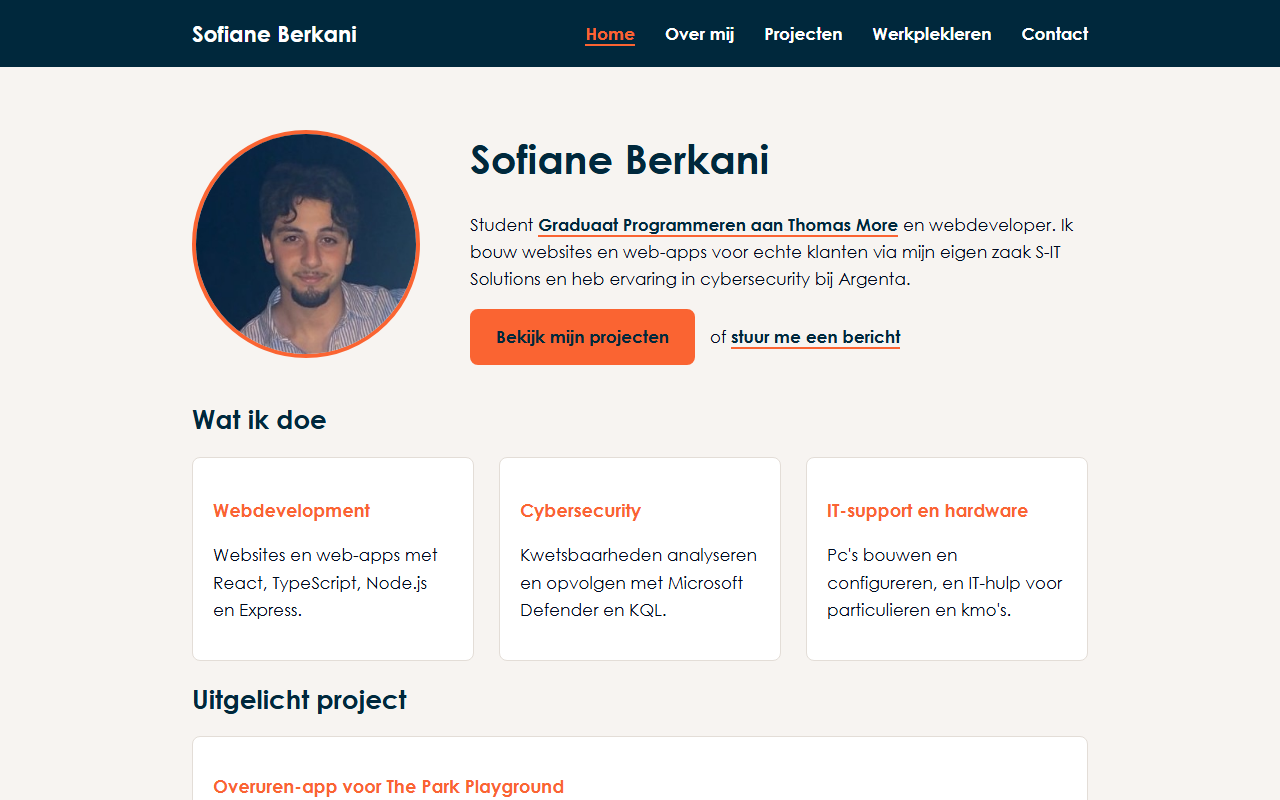 Sofiane Berkani
Home Over mij Projecten Werkplekleren Contact
Sofiane Berkani
Student Graduaat Programmeren aan Thomas More en webdeveloper. Ik
bouw websites en web-apps voor echte klanten via mijn eigen zaak S-IT
Solutions en heb ervaring in cybersecurity bij Argenta.
Bekijk mijn projecten of stuur me een bericht
Wat ik doe
Webdevelopment
Websites en web-apps met
React, TypeScript, Node.js
en Express.
Cybersecurity
Kwetsbaarheden analyseren
en opvolgen met Microsoft
Defender en KQL.
IT-support en hardware
Pc's bouwen en
configureren, en IT-hulp voor
particulieren en kmo's.
Uitgelicht project
Overuren-app voor The Park Playground